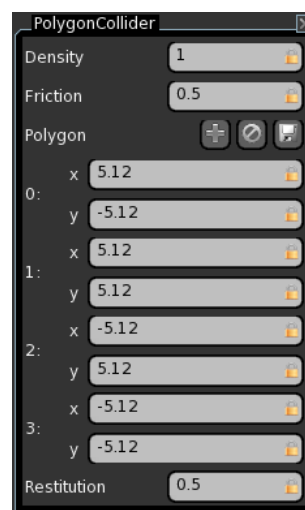 PolygonCollider
Density 1
Friction 0.5
Polygon
x 5.12
0:
y -5.12
x 5.12
1:
y 5.12
x -5.12
2:
y 5.12
x -5.12
3:
y -5.12
Restitution 0.5